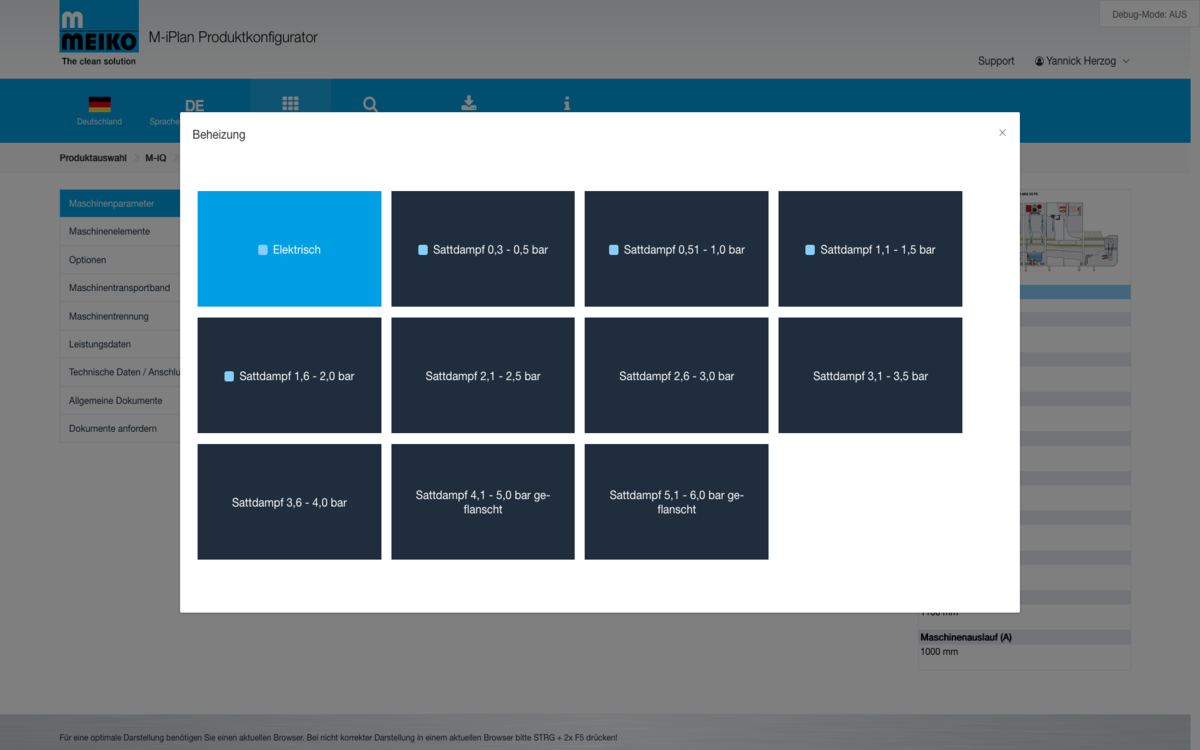 Debug-Mode: AUS
m
MEIKO
The clean solution
M-iPlan Produktkonfigurator
Support
Yannick Herzog
DE
Deutschland
Sprache
Produktauswahl
M-iQ
Beheizung
×
Maschinenparameter
Maschinenelemente
Optionen
Maschinentransportband
Maschinentrennung
Leistungsdaten
Technische Daten / Anschlu
Allgemeine Dokumente
Dokumente anfordern
Elektrisch
Sattdampf 0,3 - 0,5 bar
Sattdampf 0,51 - 1,0 bar
Sattdampf 1,1 - 1,5 bar
Sattdampf 1,6 - 2,0 bar
Sattdampf 2,1 - 2,5 bar
Sattdampf 2,6 - 3,0 bar
Sattdampf 3,1 - 3,5 bar
Sattdampf 3,6 - 4,0 bar
Sattdampf 4,1 - 5,0 bar ge-
flanscht
Sattdampf 5,1 - 6,0 bar ge-
flanscht
1100 mm
Maschinenauslauf (A)
1000 mm
Für eine optimale Darstellung benötigen Sie einen aktuellen Browser. Bei nicht korrekter Darstellung in einem aktuellen Browser bitte STRG + 2x F5 drücken!